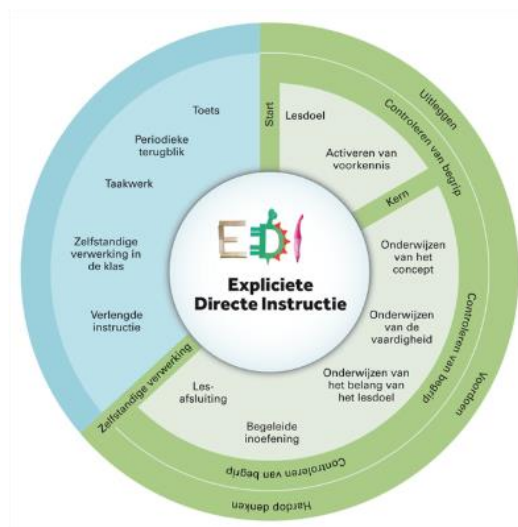 Start
Lesdoel
Activeren van
voorkennis
Kern
Onderwijzen
van het
concept
Onderwijzen
van de
vaardigheid
Onderwijzen van
het belang van
het lesdoel
Begeleide
inoefening
Les-
afsluiting
Zelfstandige verwerking
Verlengde
instructie
Zelfstandige
verwerking in
de klas
Taakwerk
Periodieke
terugblik
Toets
Controleren van begrip
Controleren van begrip
Controleren van begrip
Uitleggen
Voordoen
Hardop denken
EDI
Expliciete
Directe Instructie